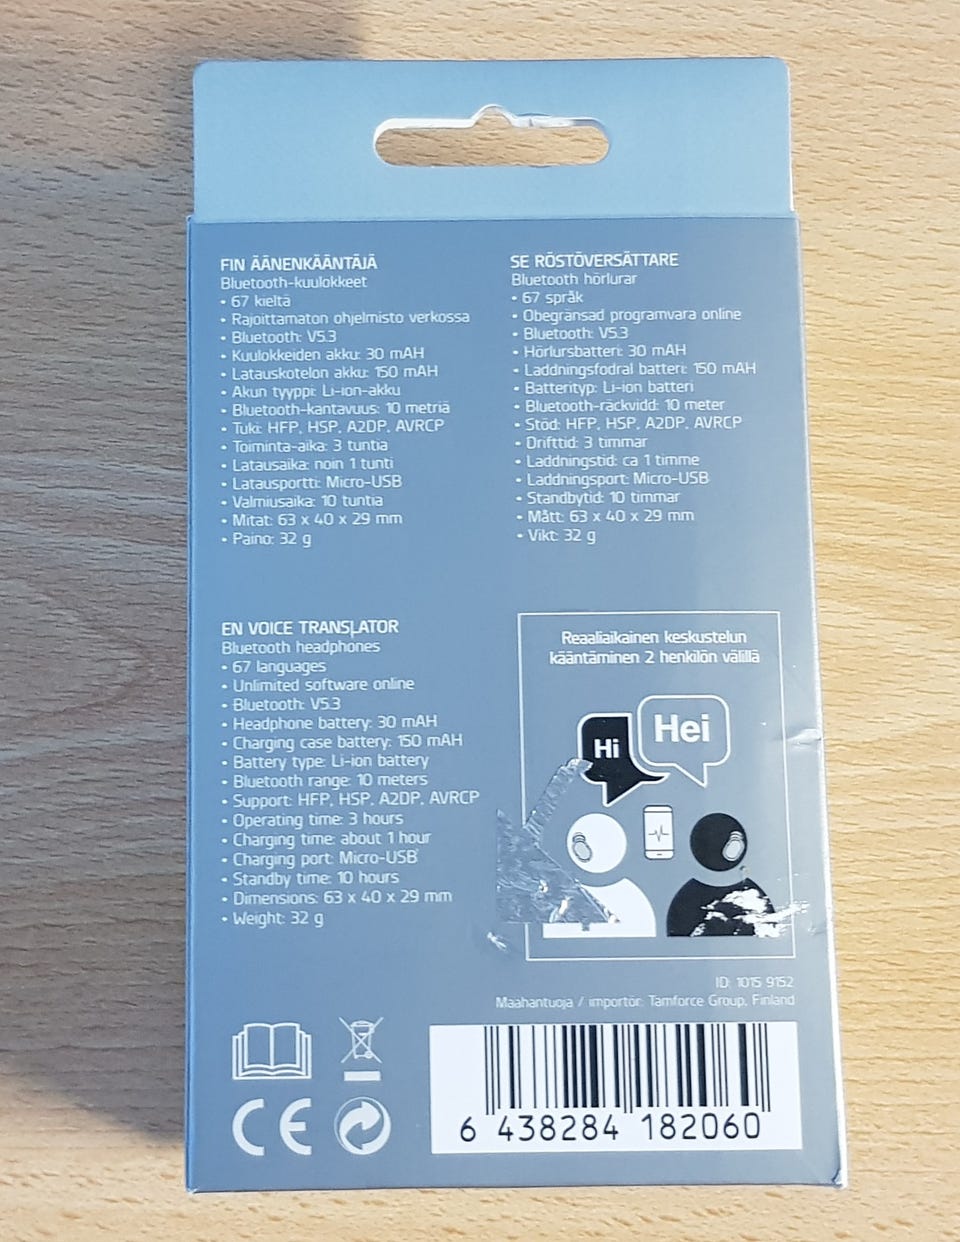 FIN ÄÄNENKÄÄNTÄJÄ
Bluetooth-kuulokkeet
• 67 kieltä
• Rajoittamaton ohjelmisto verkossa
• Bluetooth: V5.3
• Kuulokkeiden akku: 30 mAH
• Latauskotelon akku: 150 mAH
• Akun tyyppi: Li-ion-akku
• Bluetooth-kantavuus: 10 metriä
• Tuki: HFP, HSP, A2DP, AVRCP
• Toiminta-aika: 3 tuntia
• Latausaika: noin 1 tunti
• Latausportti: Micro-USB
• Valmiusaika: 10 tuntia
• Mitat: 63 x 40 x 29 mm
• Paino: 32 g
SE RÖSTÖVERSÄTTARE
Bluetooth hörlurar
• 67 språk
• Obegränsad programvara online
• Bluetooth: V5.3
• Hörlursbatteri: 30 mAH
• Laddningsfodral batteri: 150 mAH
• Batterityp: Li-ion batteri
• Bluetooth-räckvidd: 10 meter
• Stöd: HFP, HSP, A2DP, AVRCP
• Drifttid: 3 timmar
• Laddningstid: ca 1 timme
• Laddningsport: Micro-USB
• Standbytid: 10 timmar
• Mått: 63 x 40 x 29 mm
• Vikt: 32 g
EN VOICE TRANSLATOR
Bluetooth headphones
• 67 languages
• Unlimited software online
• Bluetooth: V5.3
• Headphone battery: 30 mAH
• Charging case battery: 150 mAH
• Battery type: Li-ion battery
• Bluetooth range: 10 meters
• Support: HFP, HSP, A2DP, AVRCP
• Operating time: 3 hours
• Charging time: about 1 hour
• Charging port: Micro-USB
• Standby time: 10 hours
• Dimensions: 63 x 40 x 29 mm
• Weight: 32 g
Reaaliaikainen keskustelun
kääntäminen 2 henkilön välillä
Hi
Hei
ID: 1015 9152
Maahantuoja / importör: Tamforce Group, Finland
CE
6 438284 182060